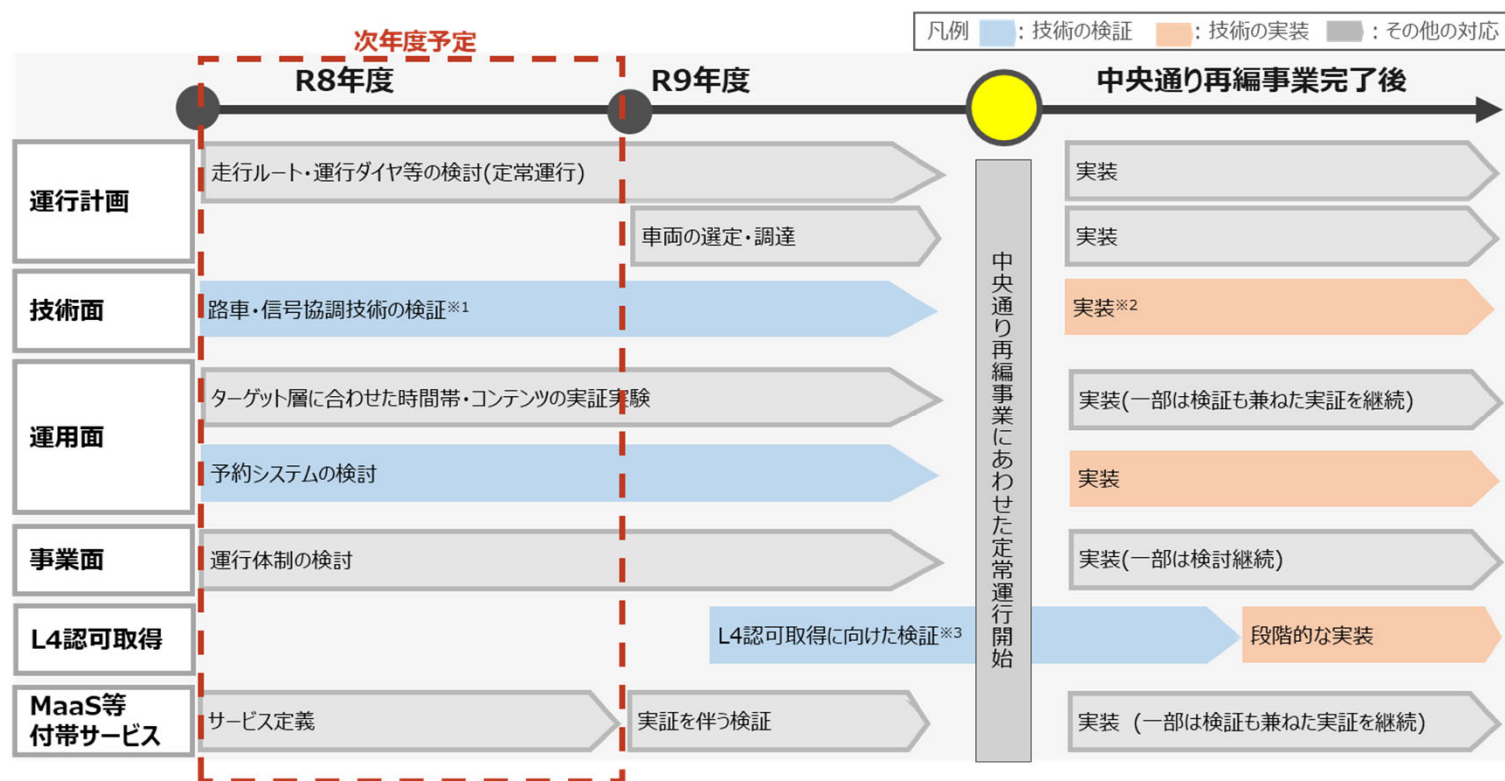 凡例 : 技術の検証 : 技術の実装 : その他の対応
次年度予定
R8年度 R9年度 中央通り再編事業完了後
運行計画
走行ルート・運行ダイヤ等の検討(定常運行)
実装
車両の選定・調達
実装
技術面
路車・信号協調技術の検証※1
実装※2
運用面
ターゲット層に合わせた時間帯・コンテンツの実証実験
実装(一部は検証も兼ねた実証を継続)
予約システムの検討
実装
事業面
運行体制の検討
実装(一部は検討継続)
L4認可取得
L4認可取得に向けた検証※3
段階的な実装
MaaS等
付帯サービス
サービス定義
実証を伴う検証
実装 (一部は検証も兼ねた実証を継続)
中央通り再編事業にあわせた定常運行開始